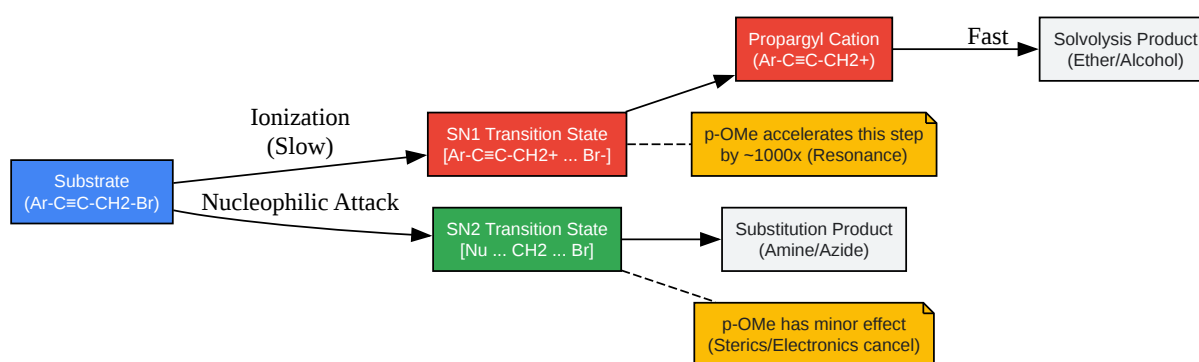 Propargyl Cation
(Ar-C≡C-CH2+)
Fast
Solvolysis Product
(Ether/Alcohol)
Ionization
(Slow)
SN1 Transition State
[Ar-C≡C-CH2+ ... Br-]
p-OMe accelerates this step
by ~1000x (Resonance)
Substrate
(Ar-C≡C-CH2-Br)
Nucleophilic Attack
SN2 Transition State
[Nu ... CH2 ... Br]
Substitution Product
(Amine/Azide)
p-OMe has minor effect
(Sterics/Electronics cancel)